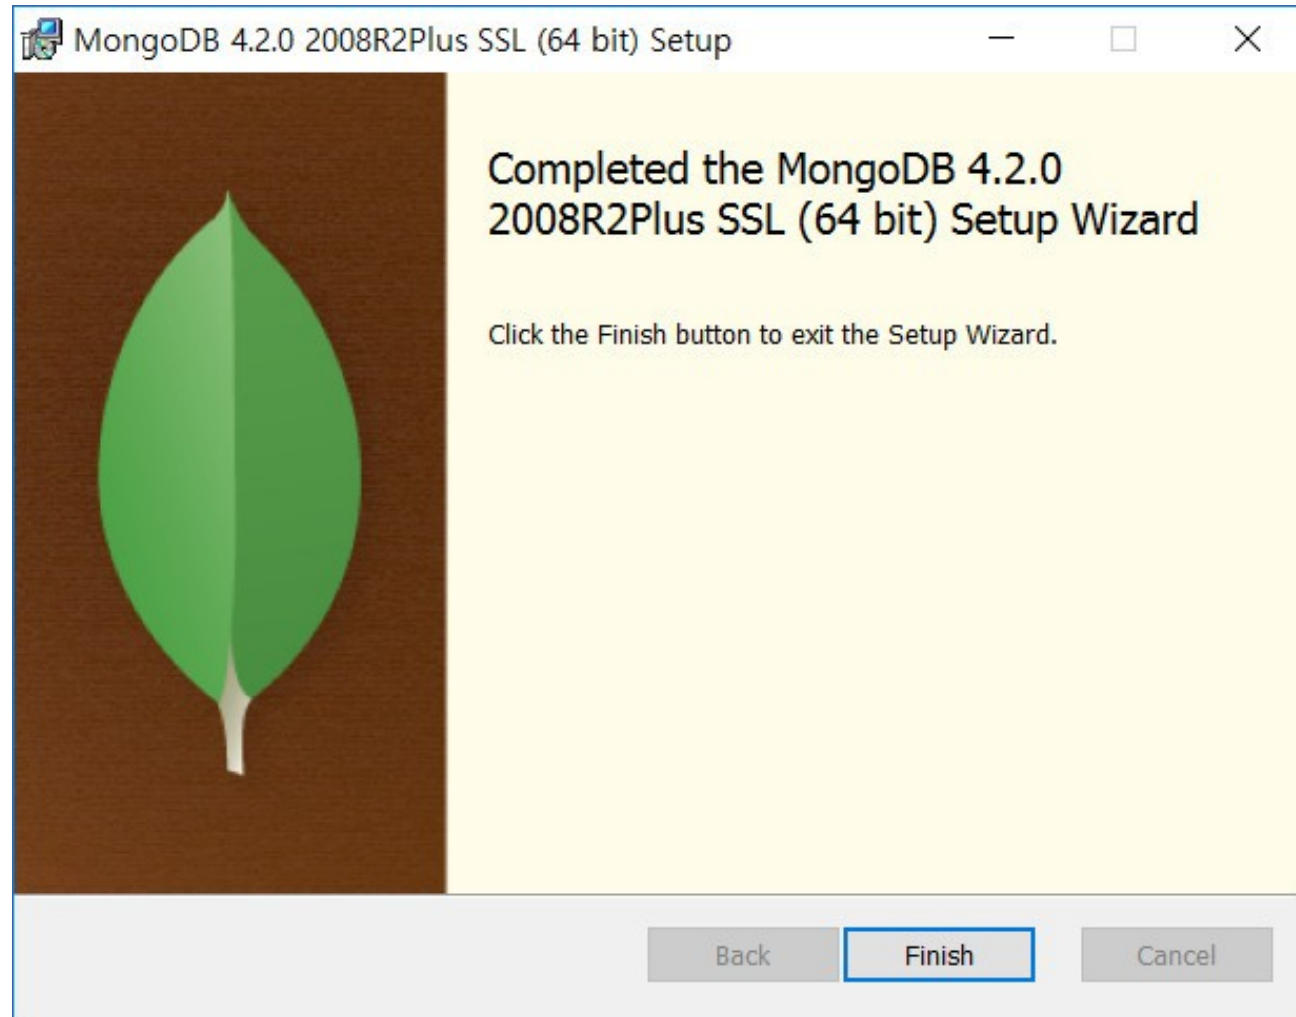 MongoDB 4.2.0 2008R2Plus SSL (64 bit) Setup
Completed the MongoDB 4.2.0
2008R2Plus SSL (64 bit) Setup Wizard
Click the Finish button to exit the Setup Wizard.
Back
Finish
Cancel